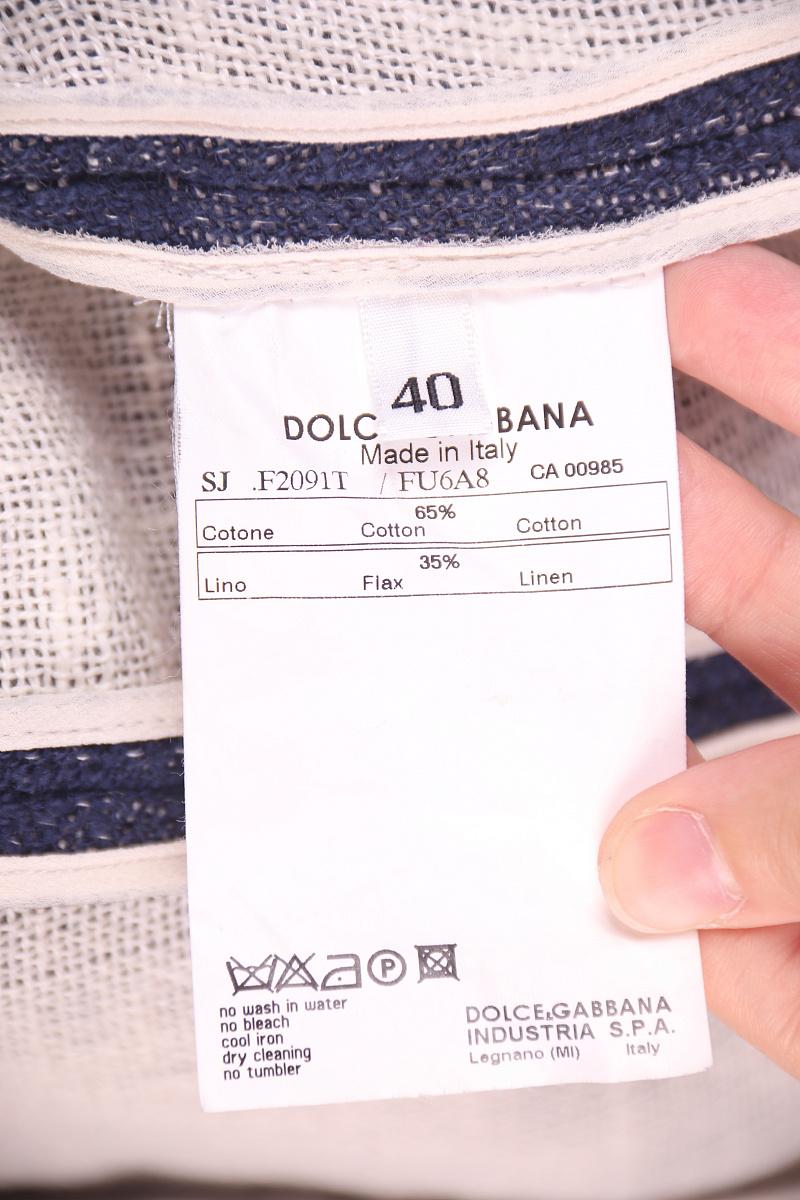 40
DOLC BANA
Made in Italy
SJ .F2091T / FU6A8 CA 00985
65%
Cotone Cotton Cotton
35%
Lino Flax Linen
P
no wash in water
no bleach
cool iron
dry cleaning
no tumbler
DOLCE&GABBANA
INDUSTRIA S.P.A.
Legnano (MI) Italy